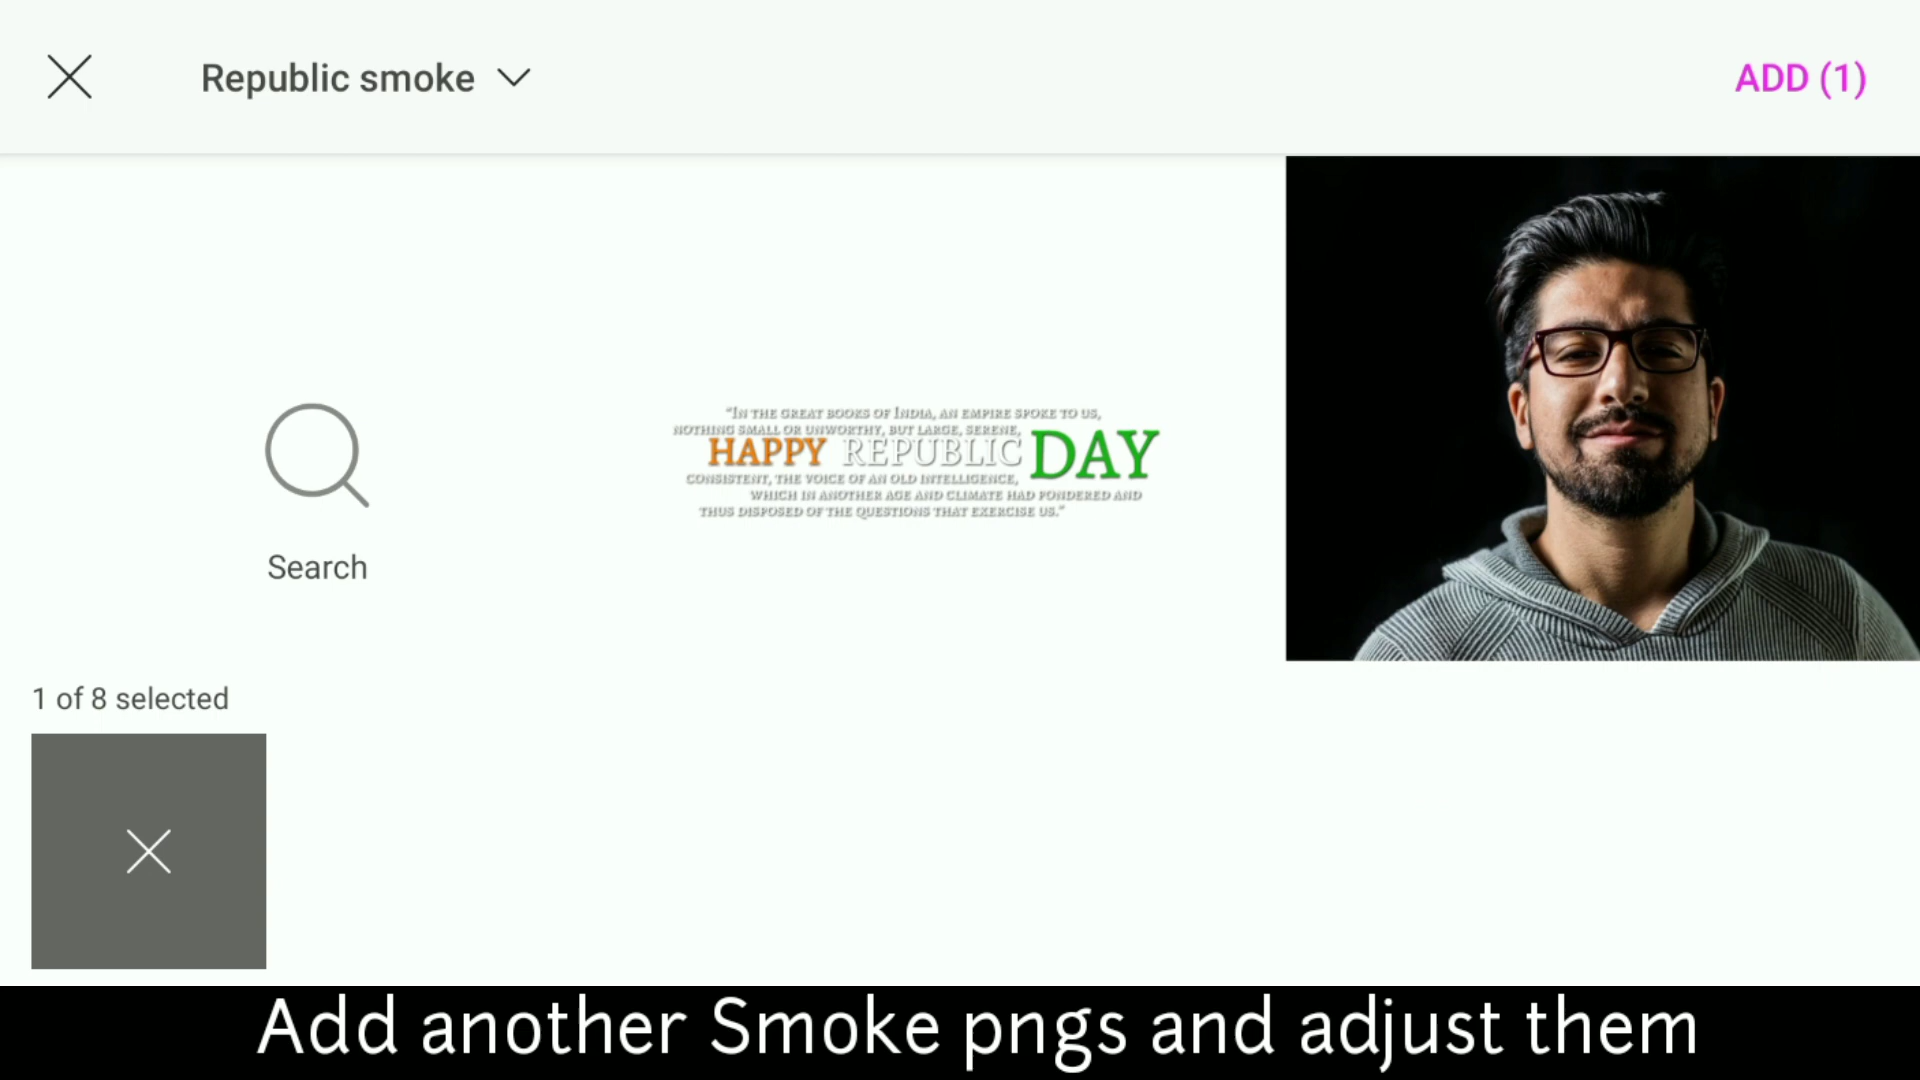 Republic smoke
ADD (1)
"IN THE GREAT BOOKS OF INDIA, AN EMPIRE SPOKE TO US,
NOTHING SMALL OR UNWORTHY, BUT LARGE, SERENE,
HAPPY REPUBLIC DAY
CONSISTENT, THE VOICE OF AN OLD INTELLIGENCE,
WHICH IN ANOTHER AGE AND CLIMATE HAD PONDERED AND
THUS DISPOSED OF THE QUESTIONS THAT EXERCISE US."
Search
1 of 8 selected
Add another Smoke pngs and adjust them